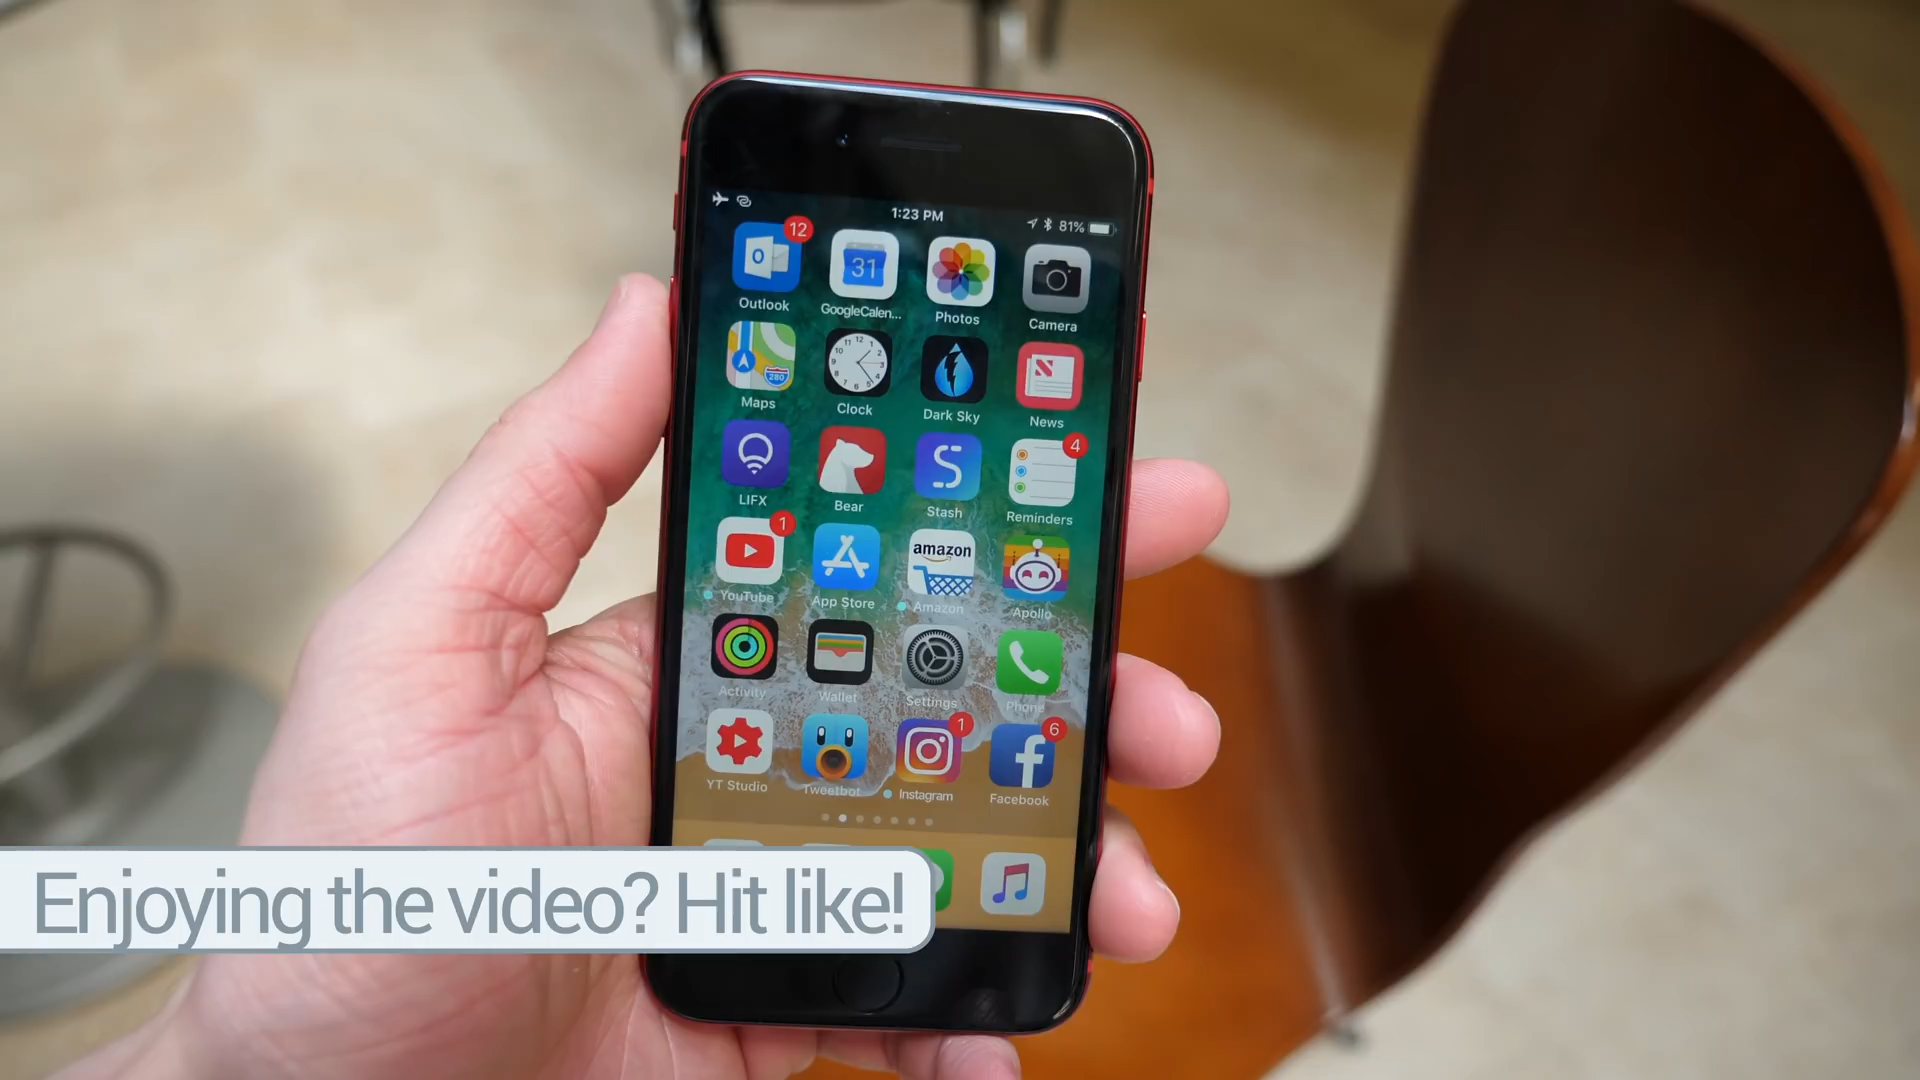 1:23 PM
81%
12
O
31
Outlook
GoogleCalen...
Photos
Camera
280
Maps
Clock
Dark Sky
News
4
S
LIFX
Bear
Stash
Reminders
1
amazon
YouTube
App Store
Amazon
Apollo
Activity
Wallet
Settings
Phone
1
6
f
YT Studio
Tweetbot
Instagram
Facebook
Enjoying the video? Hit like!